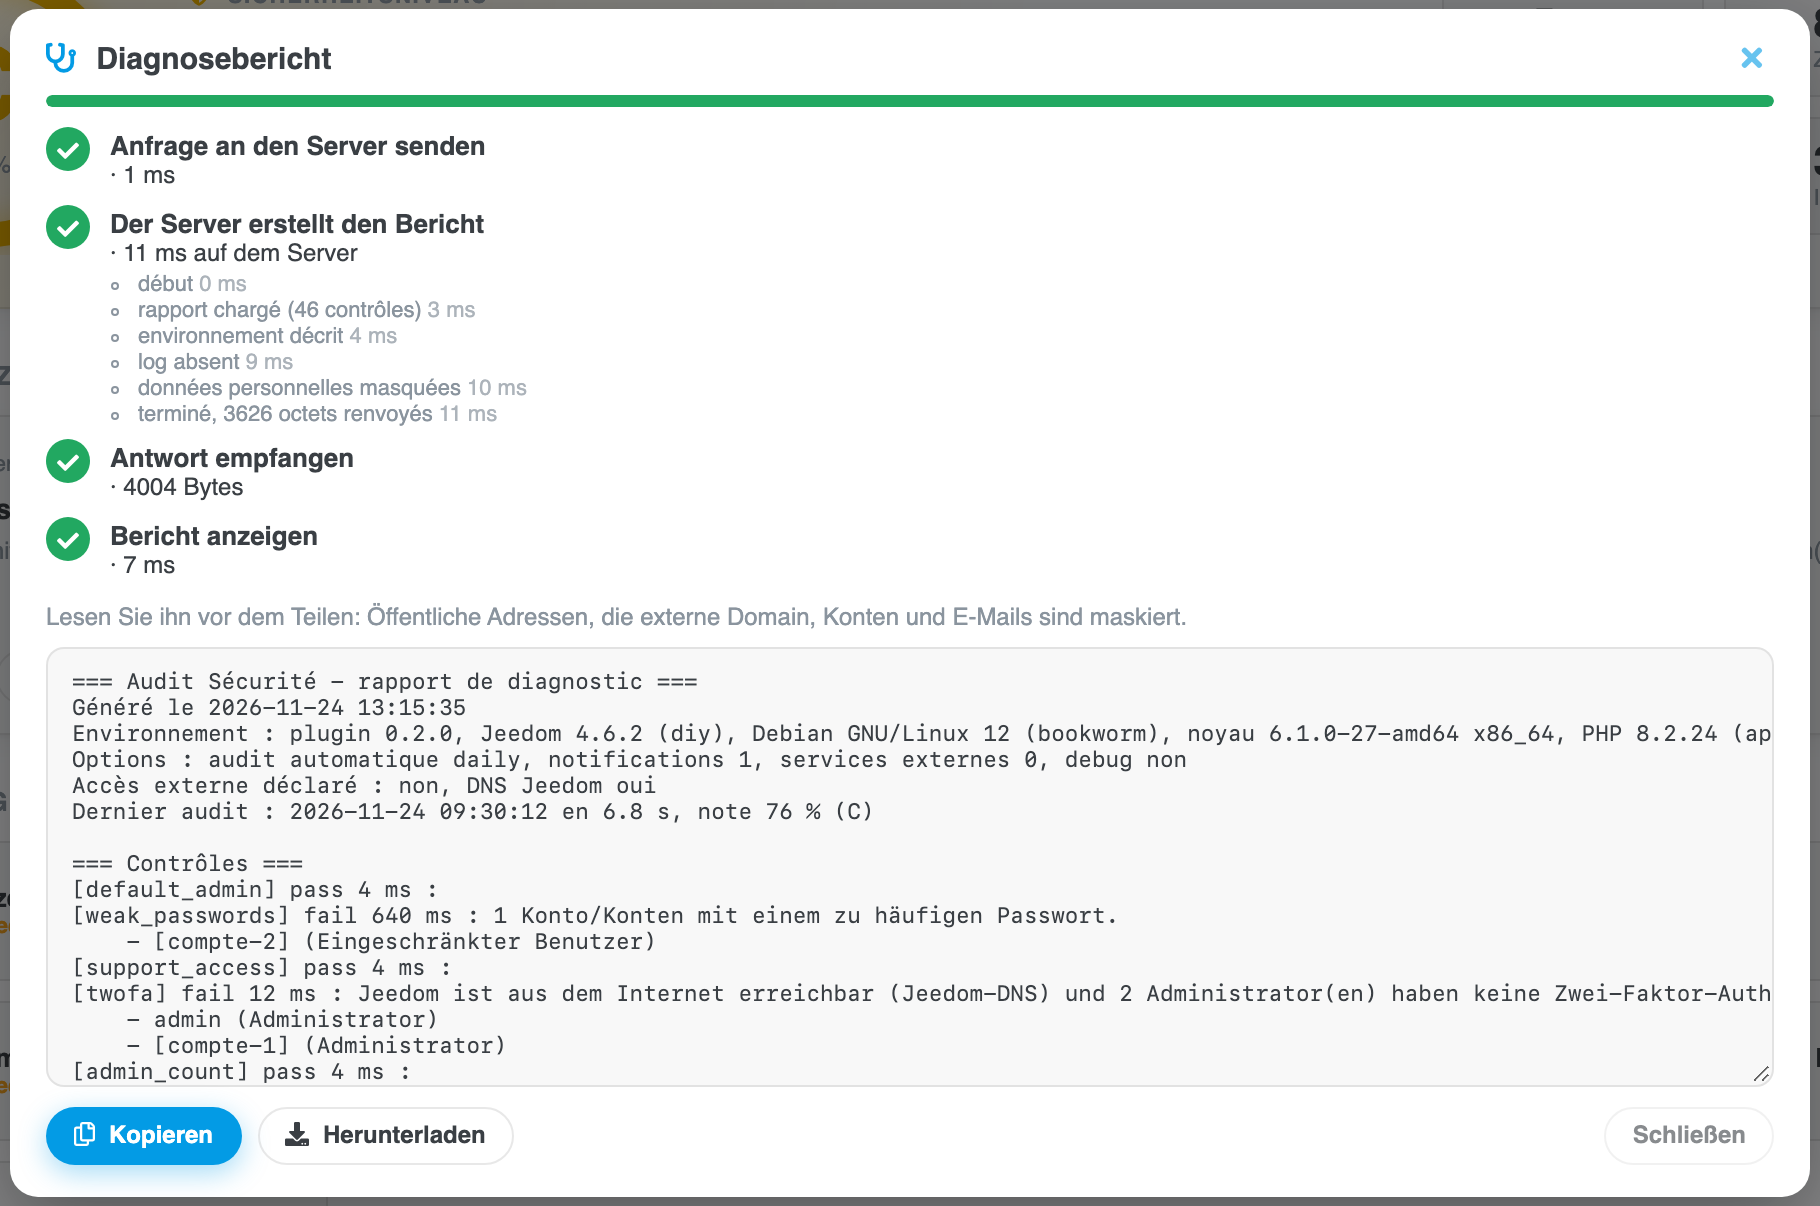 Diagnosebericht
Anfrage an den Server senden
· 1 ms
Der Server erstellt den Bericht
· 11 ms auf dem Server
début 0 ms
rapport chargé (46 contrôles) 3 ms
environnement décrit 4 ms
log absent 9 ms
données personnelles masquées 10 ms
terminé, 3626 octets renvoyés 11 ms
Antwort empfangen
· 4004 Bytes
Bericht anzeigen
· 7 ms
Lesen Sie ihn vor dem Teilen: Öffentliche Adressen, die externe Domain, Konten und E-Mails sind maskiert.
=== Audit Sécurité — rapport de diagnostic ===
Généré le 2026-11-24 13:15:35
Environnement : plugin 0.2.0, Jeedom 4.6.2 (diy), Debian GNU/Linux 12 (bookworm), noyau 6.1.0-27-amd64 x86_64, PHP 8.2.24 (ap
Options : audit automatique daily, notifications 1, services externes 0, debug non
Accès externe déclaré : non, DNS Jeedom oui
Dernier audit : 2026-11-24 09:30:12 en 6.8 s, note 76 % (C)
=== Contrôles ===
[default_admin] pass 4 ms :
[weak_passwords] fail 640 ms : 1 Konto/Konten mit einem zu häufigen Passwort.
– [compte-2] (Eingeschränkter Benutzer)
[support_access] pass 4 ms :
[twofa] fail 12 ms : Jeedom ist aus dem Internet erreichbar (Jeedom-DNS) und 2 Administrator(en) haben keine Zwei-Faktor-Auth
– admin (Administrator)
– [compte-1] (Administrator)
[admin_count] pass 4 ms :
Kopieren
Herunterladen
Schließen